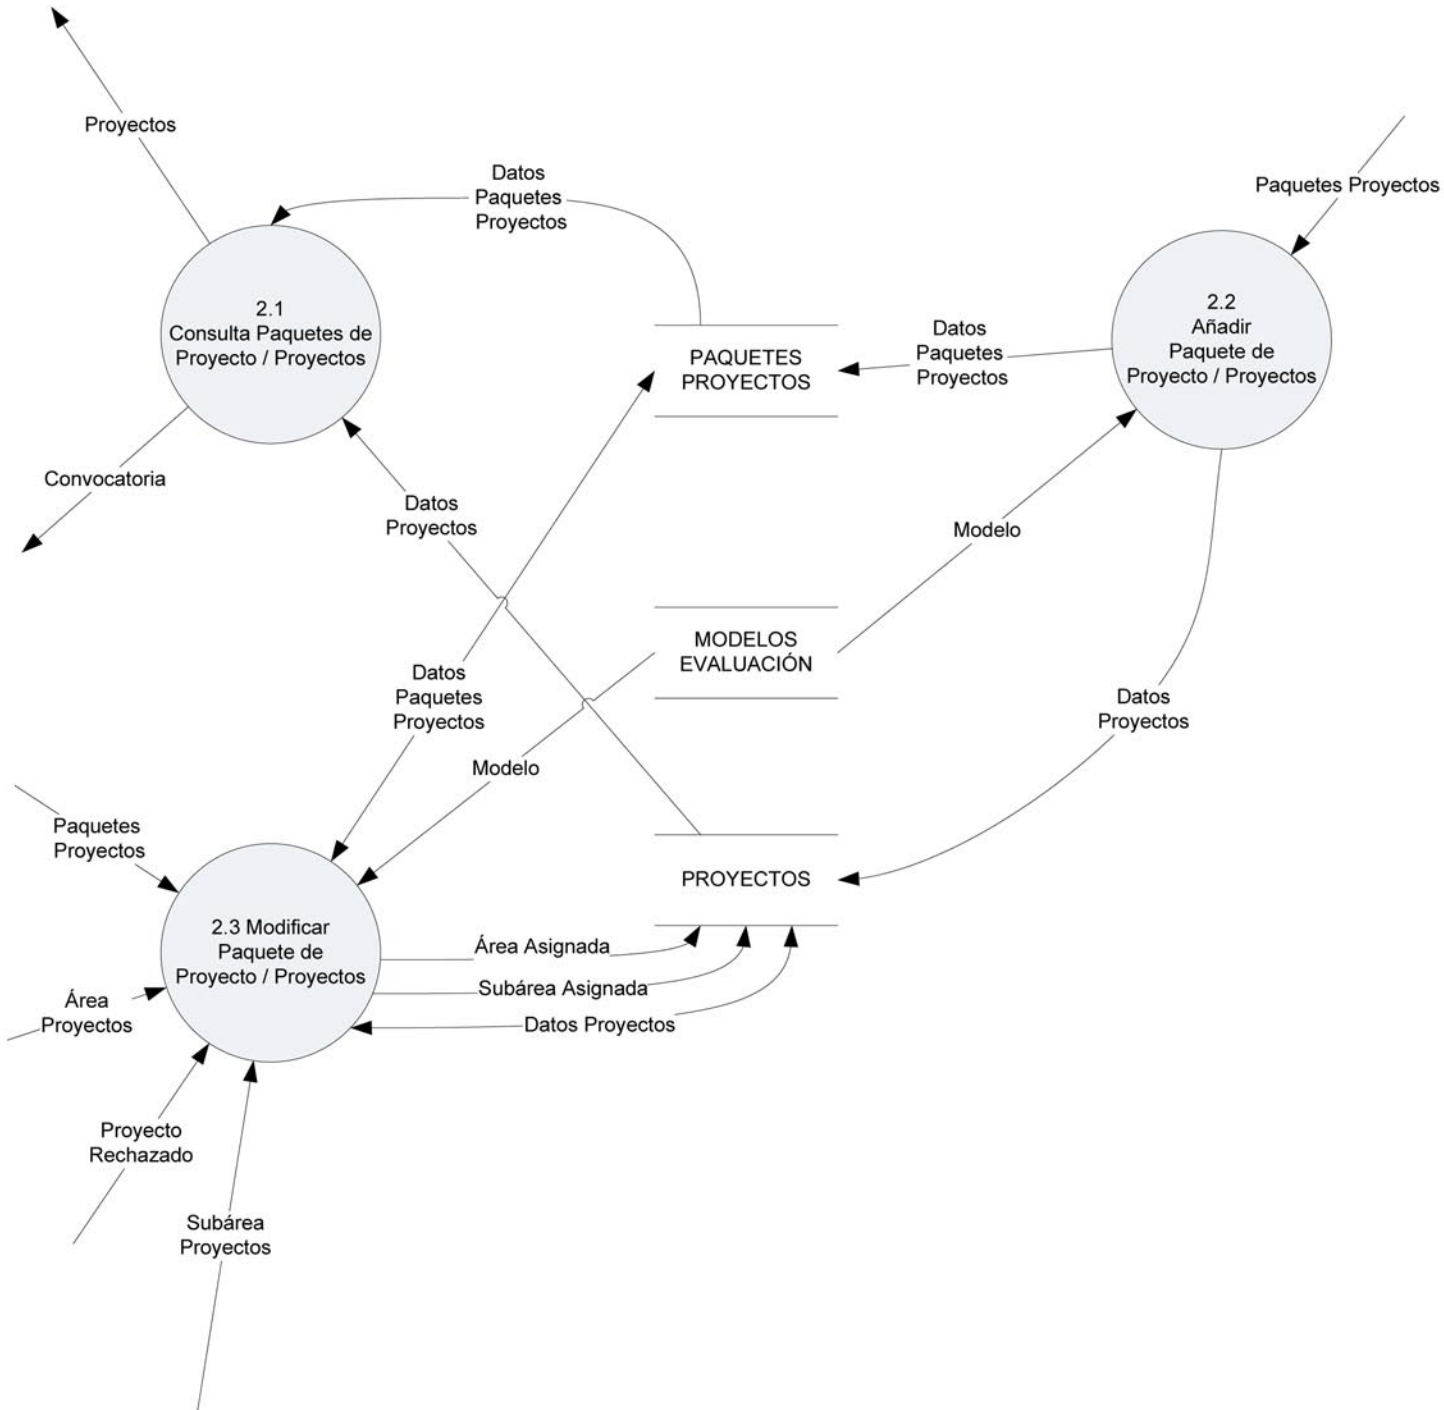 Proyectos
Datos
Paquetes
Proyectos
Paquetes Proyectos
2.1
Consulta Paquetes de
Proyecto / Proyectos
2.2
Añadir
Paquete de
Proyecto / Proyectos
PAQUETES
PROYECTOS
Datos
Paquetes
Proyectos
Convocatoria
Datos
Proyectos
Modelo
MODELOS
EVALUACIÓN
Datos
Paquetes
Proyectos
Datos
Proyectos
Modelo
Paquetes
Proyectos
PROYECTOS
2.3 Modificar
Paquete de
Proyecto / Proyectos
Área Asignada
Subárea Asignada
Datos Proyectos
Área
Proyectos
Proyecto
Rechazado
Subárea
Proyectos